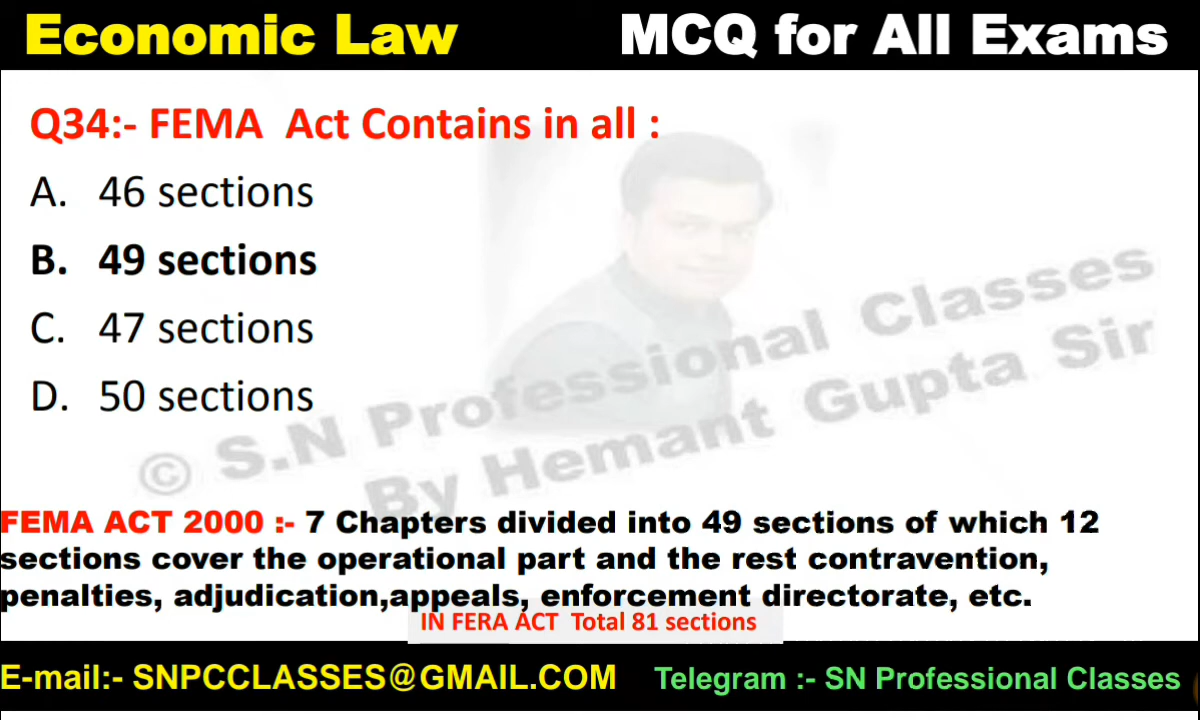 Economic Law MCQ for All Exams
Q34:- FEMA Act Contains in all :
A. 46 sections
B. 49 sections
C. 47 sections
D. 50 sections
© S.N Professional Classes
By Hemant Gupta Sir
FEMA ACT 2000 :- 7 Chapters divided into 49 sections of which 12
sections cover the operational part and the rest contravention,
penalties, adjudication,appeals, enforcement directorate, etc.
IN FERA ACT Total 81 sections
E-mail:- SNPCCLASSES@GMAIL.COM Telegram :- SN Professional Classes